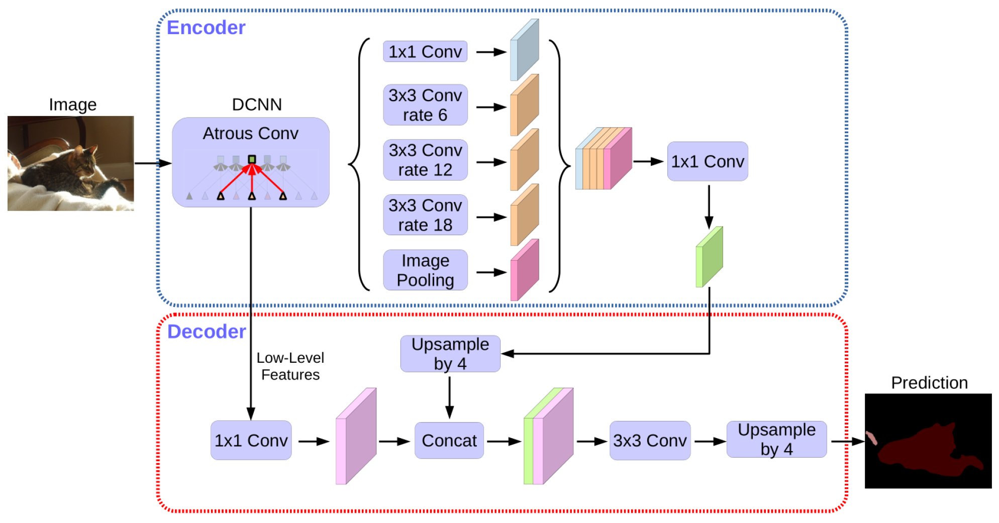 Encoder
Image
DCNN
Atrous Conv
1x1 Conv
3x3 Conv
rate 6
3x3 Conv
rate 12
3x3 Conv
rate 18
Image
Pooling
1x1 Conv
Decoder
Low-Level
Features
Upsample
by 4
1x1 Conv
Concat
3x3 Conv
Upsample
by 4
Prediction